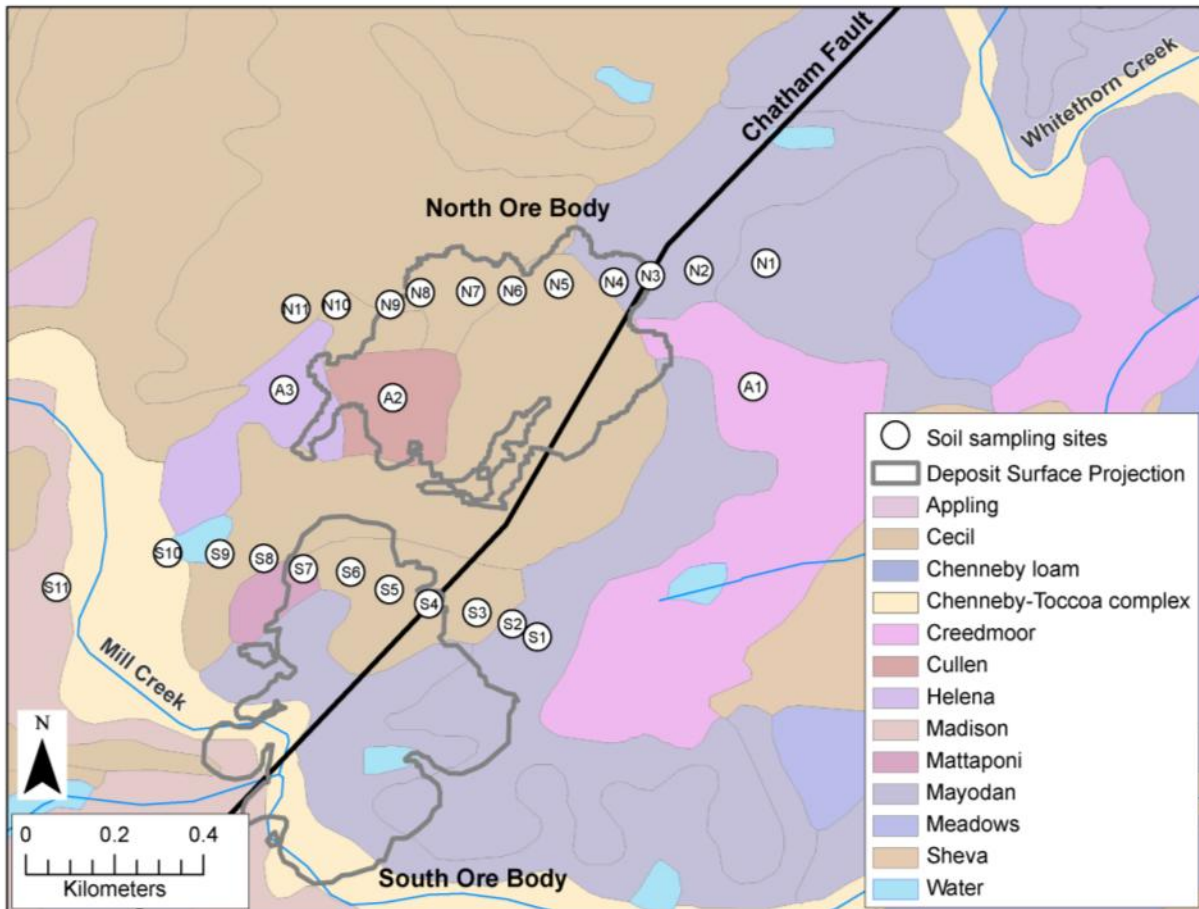 Chatham Fault
Whitethorn Creek
North Ore Body
N1
N2
N3
N4
N5
N6
N7
N8
N9
N10
N11
A3
A2
A1
S10
S9
S8
S7
S6
S5
S4
S3
S2
S1
S11
Mill Creek
N
0 0.2 0.4
Kilometers
South Ore Body
Soil sampling sites
Deposit Surface Projection
Appling
Cecil
Chenneby loam
Chenneby-Toccoa complex
Creedmoor
Cullen
Helena
Madison
Mattaponi
Mayodan
Meadows
Sheva
Water